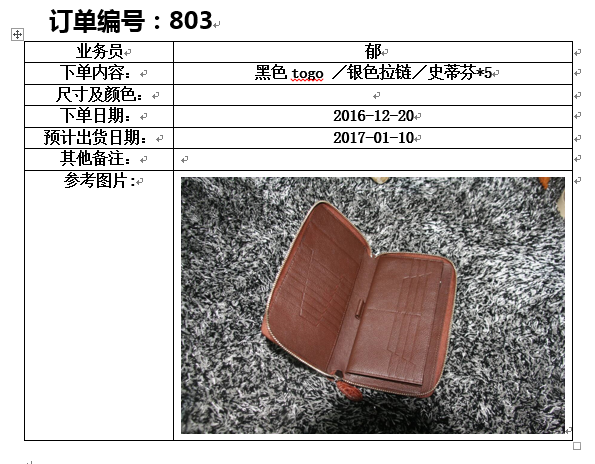 订单编号：803
业务员 郁
下单内容： 黑色 togo ／银色拉链／史蒂芬*5
尺寸及颜色：
下单日期： 2016-12-20
预计出货日期： 2017-01-10
其他备注：
参考图片: